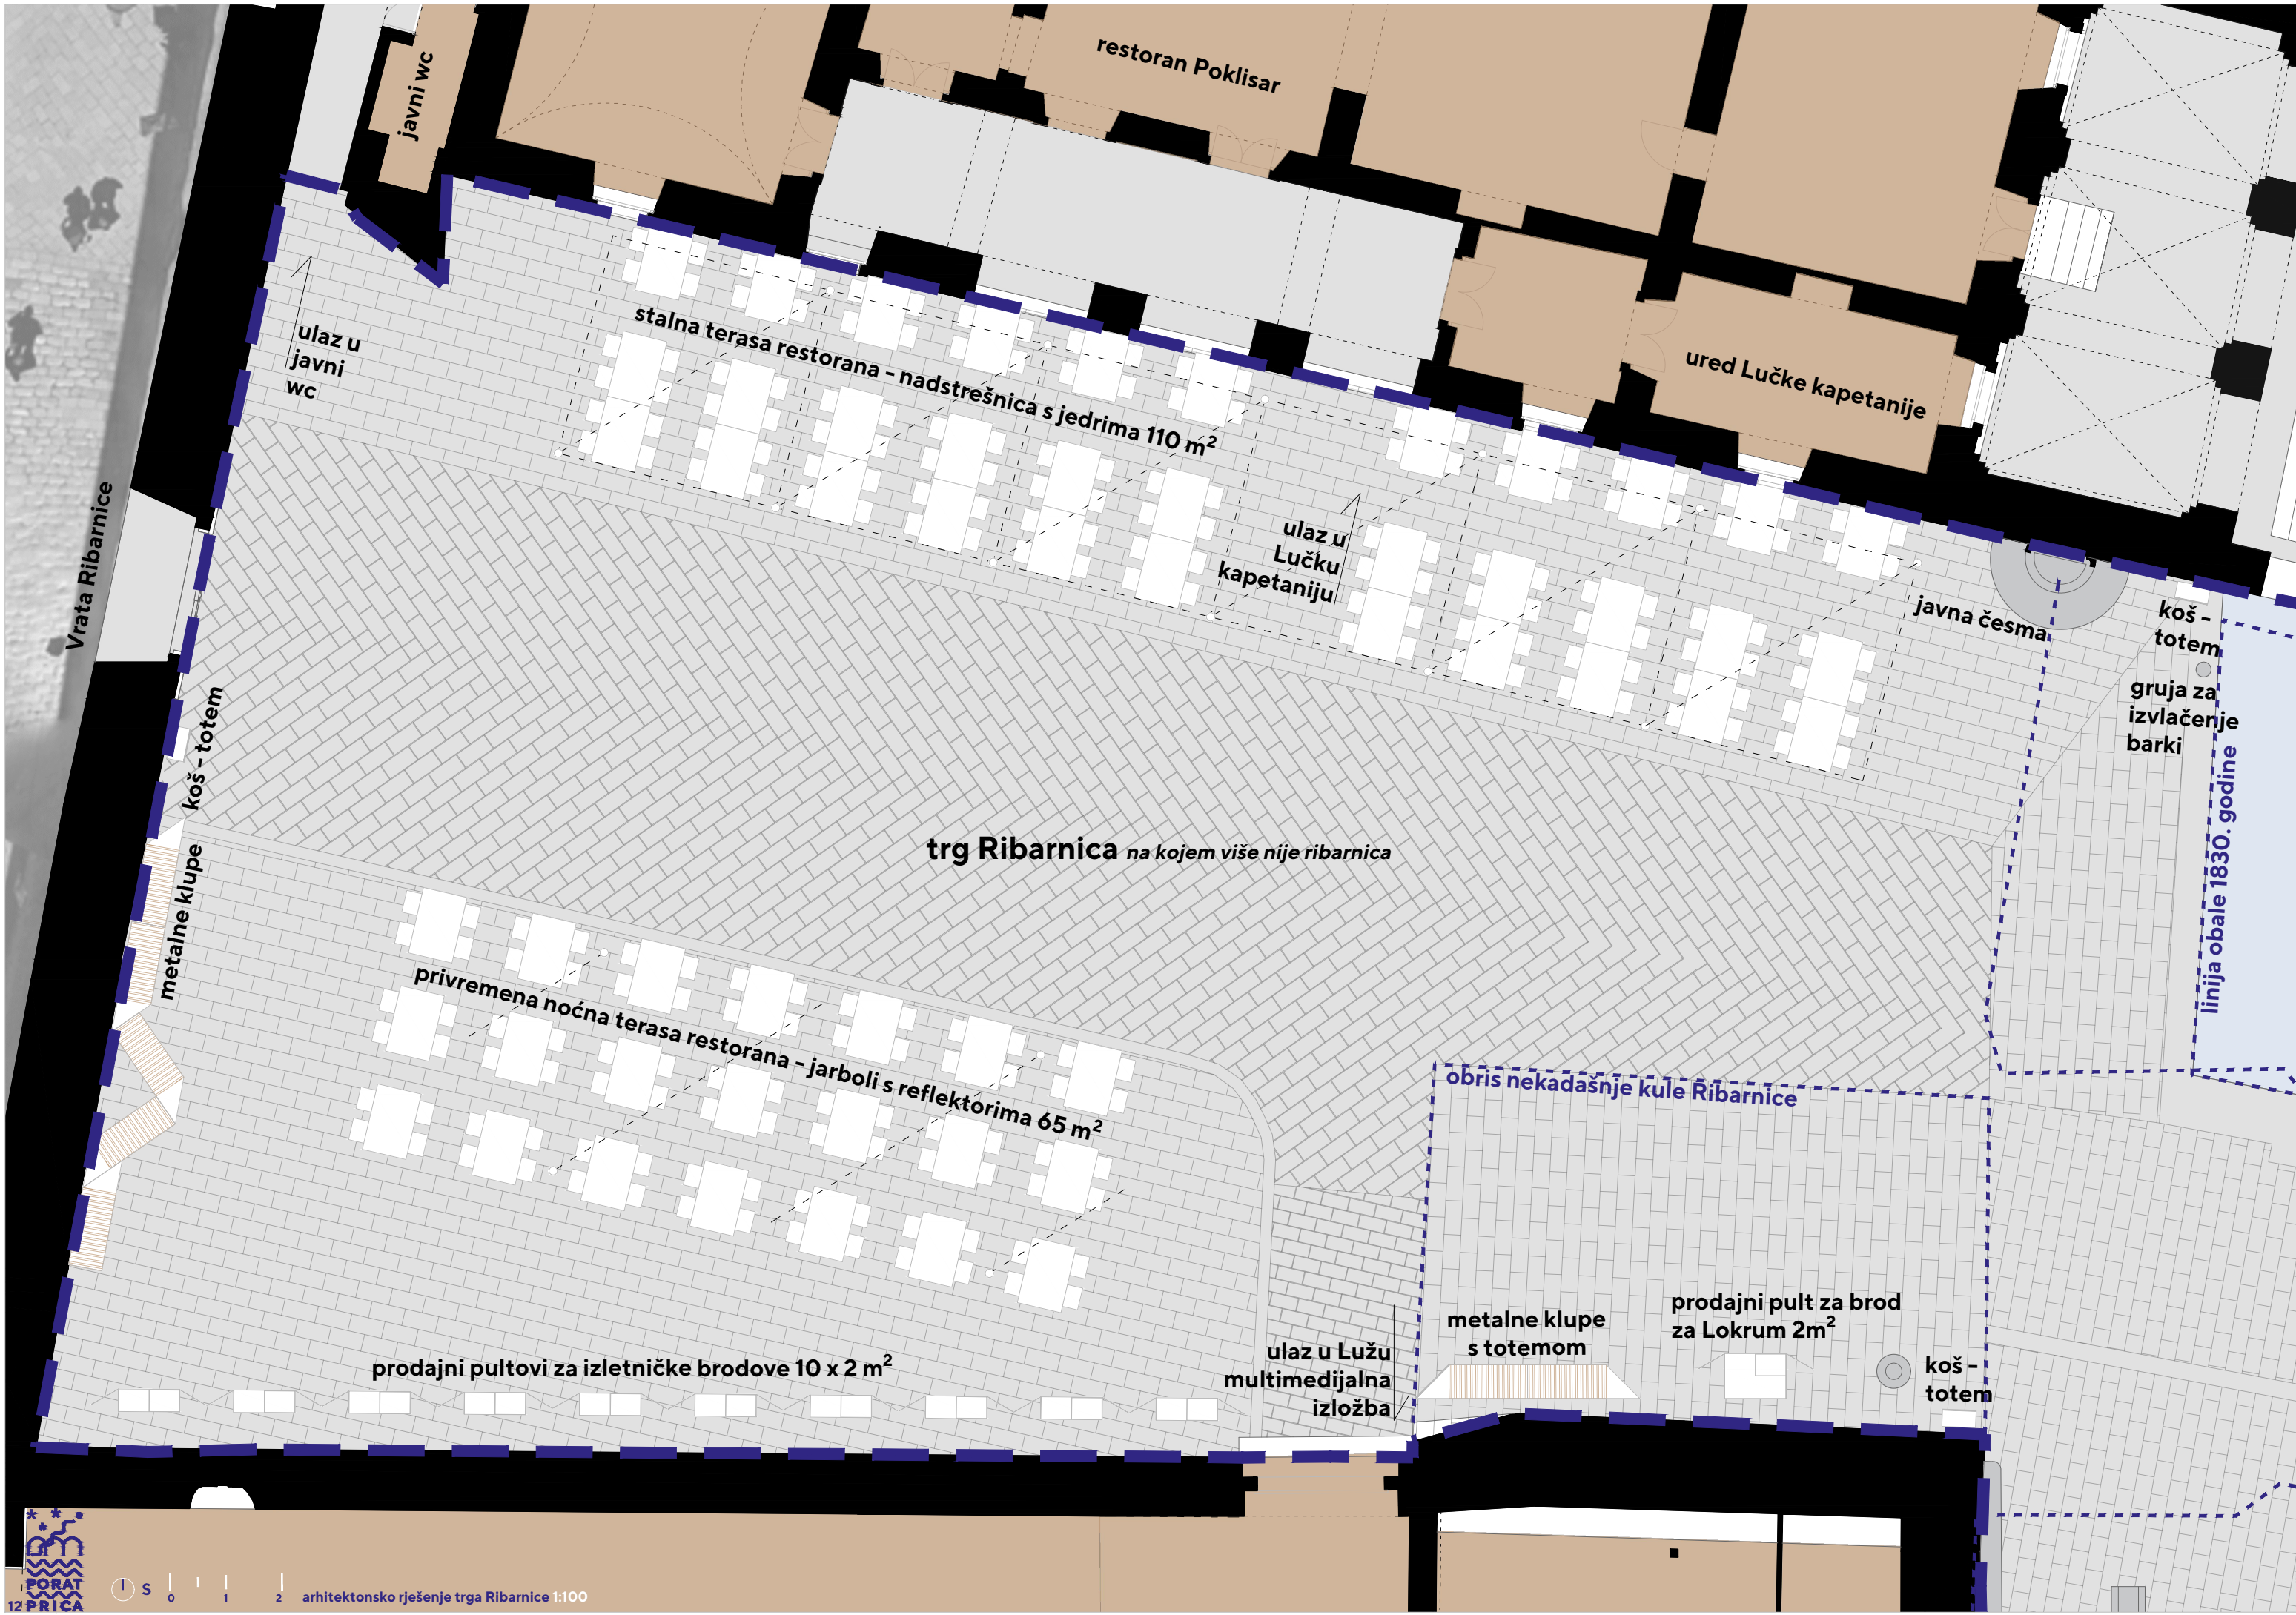 javni wc
restoran Poklisar
ured Lučke kapetanije
ulaz u
javni
wc
stalna terasa restorana – nadstrešnica s jedrima 110 m²
Vrata Ribarnice
ulaz u
Lučku
kapetaniju
javna česma
koš –
totem
gruja za
izvlačenje
barki
linija obale 1830. godine
koš – totem
metalne klupe
trg Ribarnica na kojem više nije ribarnica
privremena noćna terasa restorana – jarboli s reflektorima 65 m²
obris nekadašnje kule Ribarnice
prodajni pultovi za izletničke brodove 10 x 2 m²
ulaz u Lužu
multimedijalna
izložba
metalne klupe
s totemom
prodajni pult za brod
za Lokrum 2m²
koš –
totem
PORAT
PRICA
12
S
0 1 2
arhitektonsko rješenje trga Ribarnice 1:100